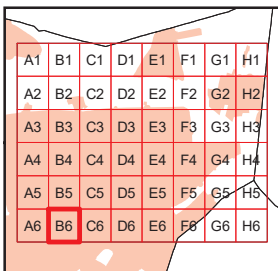 A1 B1 C1 D1 E1 F1 G1 H1
A2 B2 C2 D2 E2 F2 G2 H2
A3 B3 C3 D3 E3 F3 G3 H3
A4 B4 C4 D4 E4 F4 G4 H4
A5 B5 C5 D5 E5 F5 G5 H5
A6 B6 C6 D6 E6 F6 G6 H6